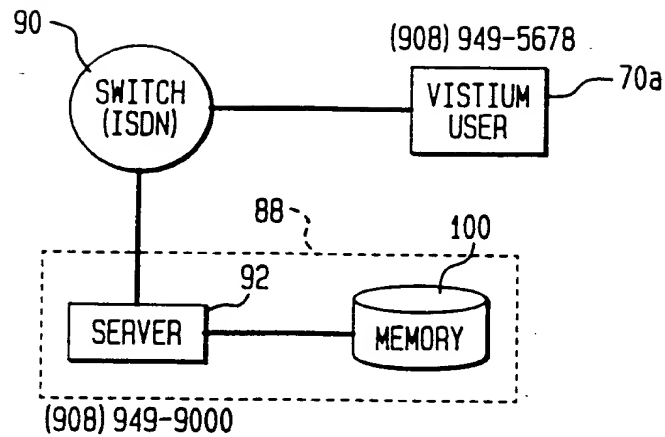 90
(908) 949-5678
SWITCH
(ISDN)
VISTIUM
USER
70a
88
100
92
SERVER
MEMORY
(908) 949-9000